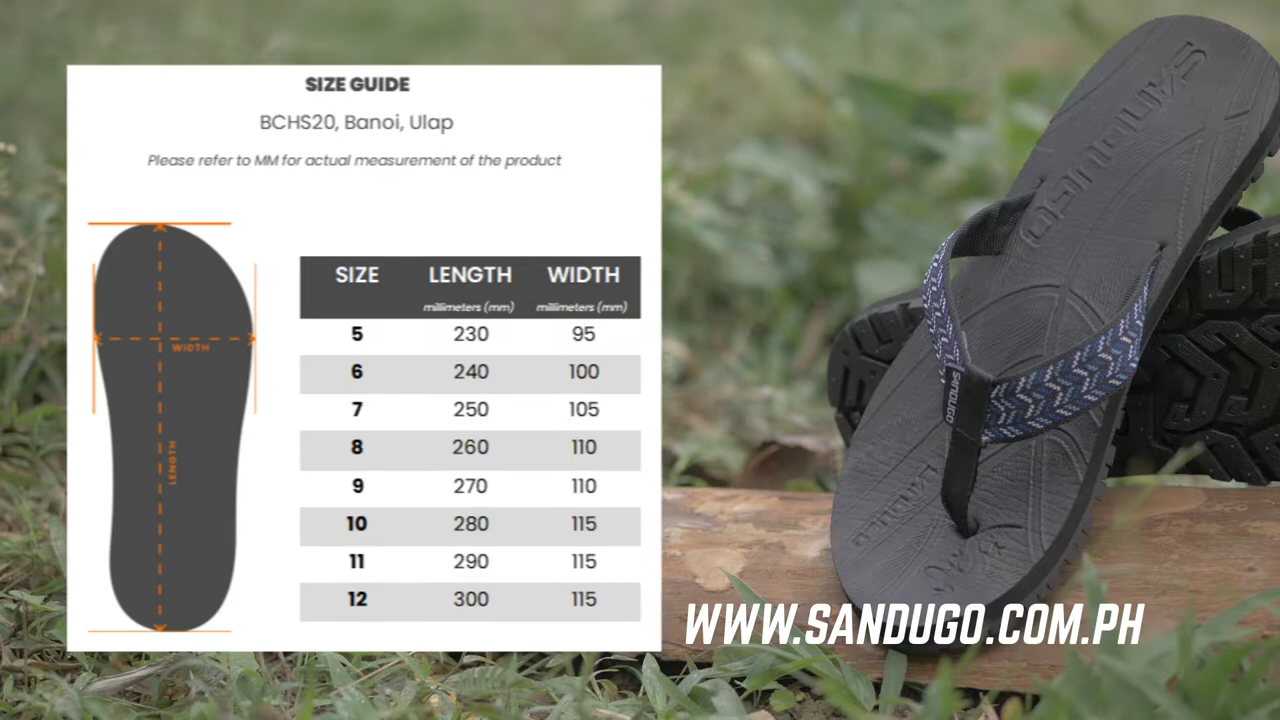 SIZE GUIDE
BCHS20, Banoi, Ulap
Please refer to MM for actual measurement of the product
WIDTH
LENGTH
SIZE LENGTH WIDTH
millimeters (mm) millimeters (mm)
5 230 95
6 240 100
7 250 105
8 260 110
9 270 110
10 280 115
11 290 115
12 300 115
SANDUGO
SANDUGO
WWW.SANDUGO.COM.PH